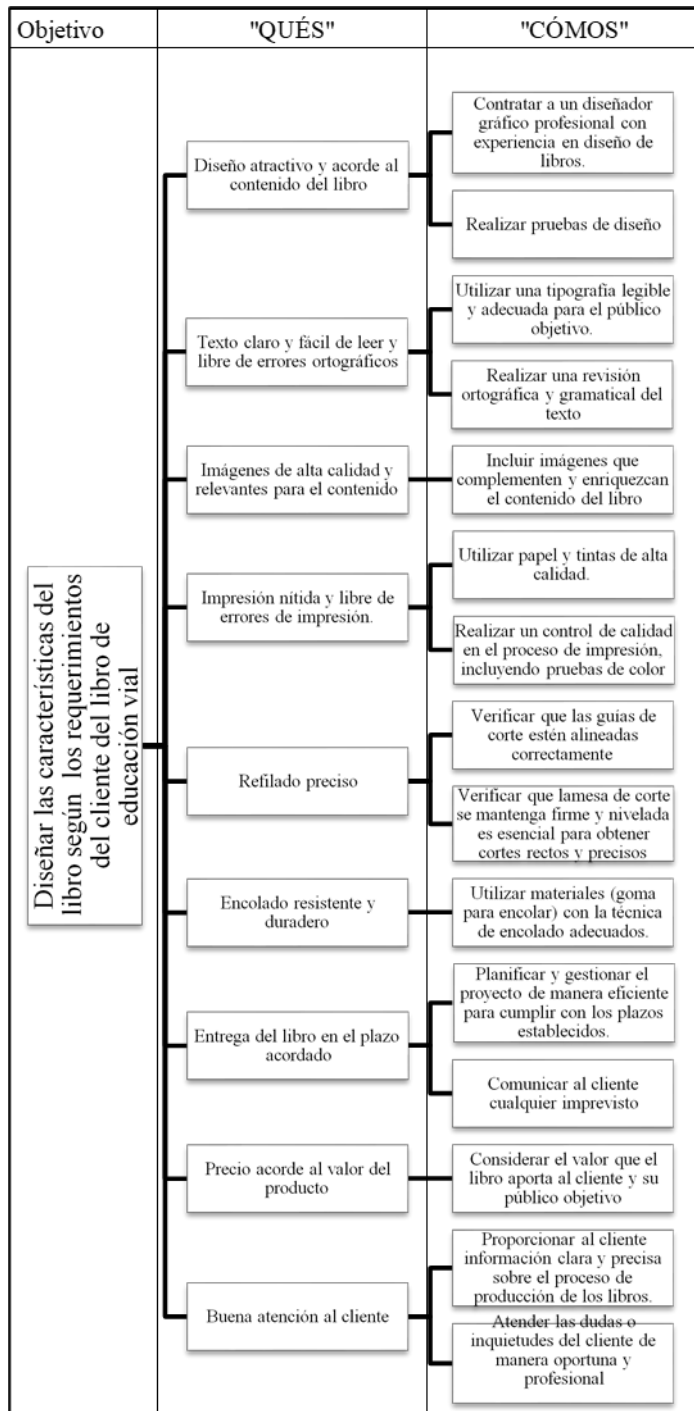 Objetivo
"QUÉS"
"CÓMOS"
Diseñar las características del
libro según los requerimientos
del cliente del libro de
educación vial
Diseño atractivo y acorde al
contenido del libro
Contratar a un diseñador
gráfico profesional con
experiencia en diseño de
libros.
Realizar pruebas de diseño
Texto claro y fácil de leer y
libre de errores ortográficos
Utilizar una tipografía legible
y adecuada para el público
objetivo.
Realizar una revisión
ortográfica y gramatical del
texto
Imágenes de alta calidad y
relevantes para el contenido
Incluir imágenes que
complementen y enriquezcan
el contenido del libro
Impresión nítida y libre de
errores de impresión.
Utilizar papel y tintas de alta
calidad.
Realizar un control de calidad
en el proceso de impresión,
incluyendo pruebas de color
Refilado preciso
Verificar que las guías de
corte estén alineadas
correctamente
Verificar que lamesa de corte
se mantenga firme y nivelada
es esencial para obtener
cortes rectos y precisos
Encolado resistente y
duradero
Utilizar materiales (goma
para encolar) con la técnica
de encolado adecuados.
Entrega del libro en el plazo
acordado
Planificar y gestionar el
proyecto de manera eficiente
para cumplir con los plazos
establecidos.
Comunicar al cliente
cualquier imprevisto
Precio acorde al valor del
producto
Considerar el valor que el
libro aporta al cliente y su
público objetivo
Buena atención al cliente
Proporcionar al cliente
información clara y precisa
sobre el proceso de
producción de los libros.
Atender las dudas o
inquietudes del cliente de
manera oportuna y
profesional